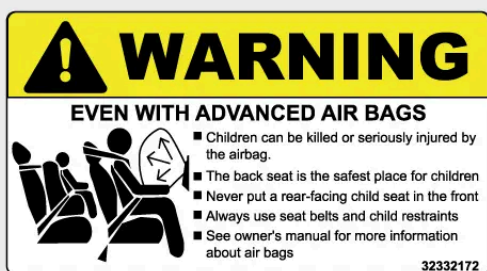 WARNING
EVEN WITH ADVANCED AIR BAGS
■ Children can be killed or seriously injured by
the airbag.
■ The back seat is the safest place for children
■ Never put a rear-facing child seat in the front
■ Always use seat belts and child restraints
■ See owner's manual for more information
about air bags
32332172